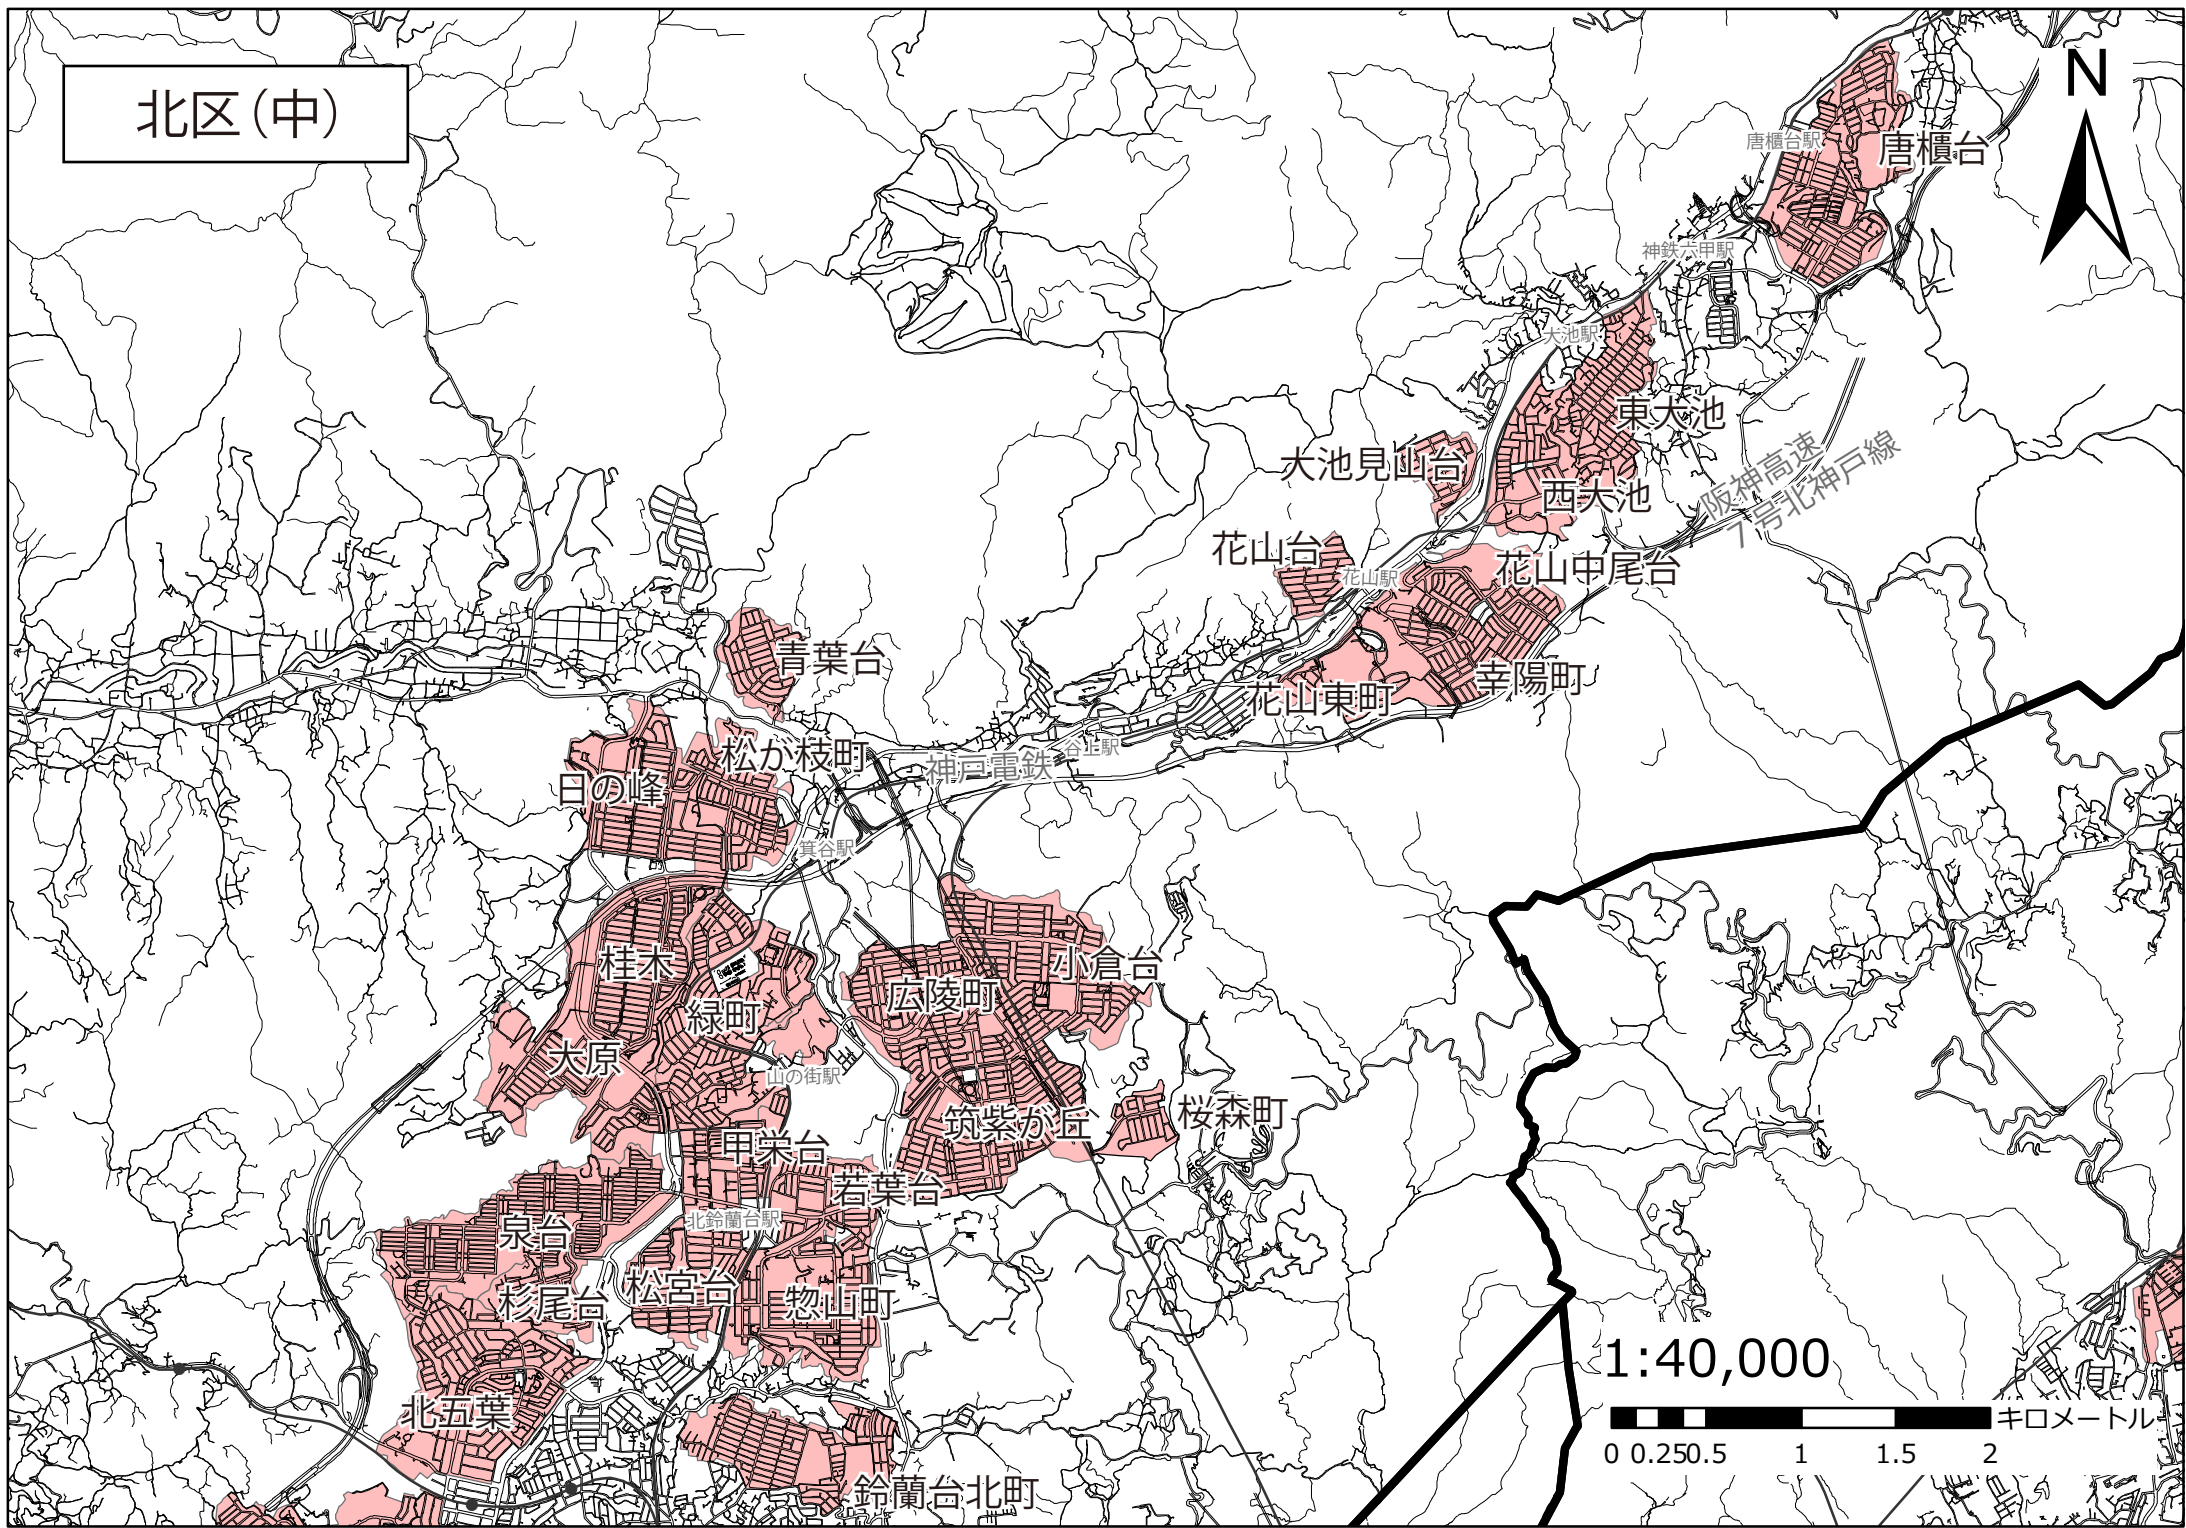 北区（中）
N
唐櫃台駅
唐櫃台
神鉄六甲駅
大池駅
東大池
大池見山台
西大池
阪神高速
７号北神戸線
花山台
花山駅
花山中尾台
青葉台
幸陽町
花山東町
松が枝町
谷上駅
神戸電鉄
日の峰
箕谷駅
桂木
小倉台
広陵町
緑町
大原
山の街駅
桜森町
筑紫が丘
甲栄台
若葉台
北鈴蘭台駅
泉台
松宮台
杉尾台
惣山町
1:40,000
北五葉
キロメートル
0 0.25 0.5 1 1.5 2
鈴蘭台北町